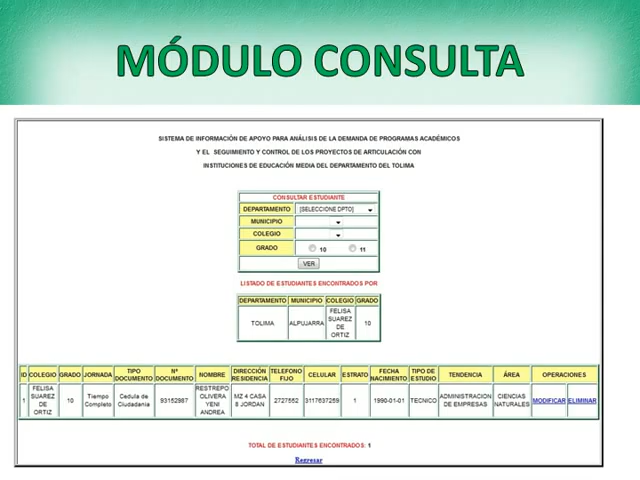 MÓDULO CONSULTA
SISTEMA DE INFORMACIÓN DE APOYO PARA ANÁLISIS DE LA DEMANDA DE PROGRAMAS ACADÉMICOS
Y EL SEGUIMIENTO Y CONTROL DE LOS PROYECTOS DE ARTICULACIÓN CON
INSTITUCIONES DE EDUCACIÓN MEDIA DEL DEPARTAMENTO DEL TOLIMA
CONSULTAR ESTUDIANTE
DEPARTAMENTO [SELECCIONE DPTO]
MUNICIPIO
COLEGIO
GRADO 10 11
VER
LISTADO DE ESTUDIANTES ENCONTRADOS POR
DEPARTAMENTO MUNICIPIO COLEGIO GRADO
TOLIMA ALPUJARRA FELISA SUAREZ DE ORTIZ 10
ID COLEGIO GRADO JORNADA TIPO DOCUMENTO Nº DOCUMENTO NOMBRE DIRECCIÓN RESIDENCIA TELEFONO FIJO CELULAR ESTRATO FECHA NACIMIENTO TIPO DE ESTUDIO TENDENCIA ÁREA OPERACIONES
1 FELISA SUAREZ DE ORTIZ 10 Tiempo Completo Cedula de Ciudadania 93152987 RESTREPO OLIVERA YENI ANDREA MZ 4 CASA 8 JORDAN 2727552 3117637259 1 1990-01-01 TECNICO ADMINISTRACION DE EMPRESAS CIENCIAS NATURALES MODIFICAR ELIMINAR
TOTAL DE ESTUDIANTES ENCONTRADOS: 1
Regresar